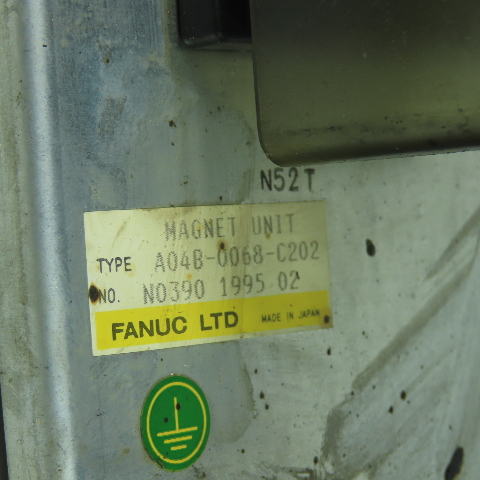 N52T
MAGNET UNIT
TYPE A04B-0068-C202
NO. N0390 1995 02
FANUC LTD MADE IN JAPAN